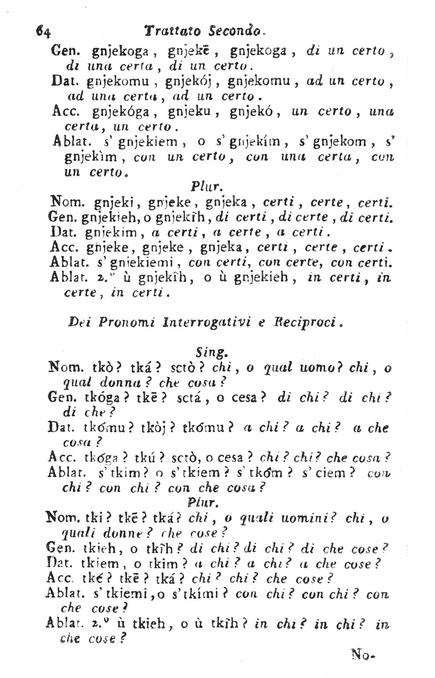 64 Trattato Secondo.
Gen. gnjekoga, gnjekē, gnjekoga, di un certo,
di una certa, di un certo.
Dat. gnjekomu, gnjekój, gnjekomu, ad un certo,
ad una certa, ad un certo.
Acc. gnjekóga, gnjeku, gnjekó, un certo, una
certa, un certo.
Ablat. s' gnjekiem, o s' gnjekím, s' gnjekom, s'
gnjekìm, con un certo, con una certa, con
un certo.
Plur.
Nom. gnjeki, gnjeke, gnjeka, certi, certe, certi.
Gen. gnjekieh, o gnjekîh, di certi, di certe, di certi.
Dat. gnjekim, a certi, a certe, a certi.
Acc. gnjeke, gnjeke, gnjeka, certi, certe, certi.
Ablat. s' gniekiemi, con certi, con certe, con certi.
Ablat. 2.º ù gnjekîh, o ù gnjekieh, in certi, in
certe, in certi.
Dei Pronomi Interrogativi e Reciproci.
Sing.
Nom. tkò? tká? sctò? chi, o qual uomo? chi, o
qual donna? che cosa?
Gen. tkóga? tkē? sctá, o cesa? di chi? di chi?
di che?
Dat. tkómu? tkòj? tkómu? a chi? a chi? a che
cosa?
Acc. tkóga? tkú? sctò, o cesa? chi? chi? che cosa?
Ablat. s' tkim? o s' tkiem? s' tkóm? s' ciem? con
chi? con chi? con che cosa?
Plur.
Nom. tki? tkē? tká? chi, o quali uomini? chi, o
quali donne? che cose?
Gen. tkieh, o tkîh? di chi? di chi? di che cose?
Dat. tkiem, o tkim? a chi? a chi? a che cose?
Acc. tké? tkē? tká? chi? chi? che cose?
Ablat. s' tkiemi, o s' tkími? con chi? con chi? con
che cose?
Ablat. 2.º ù tkieh, o ù tkîh? in chi? in chi? in
che cose?
No-